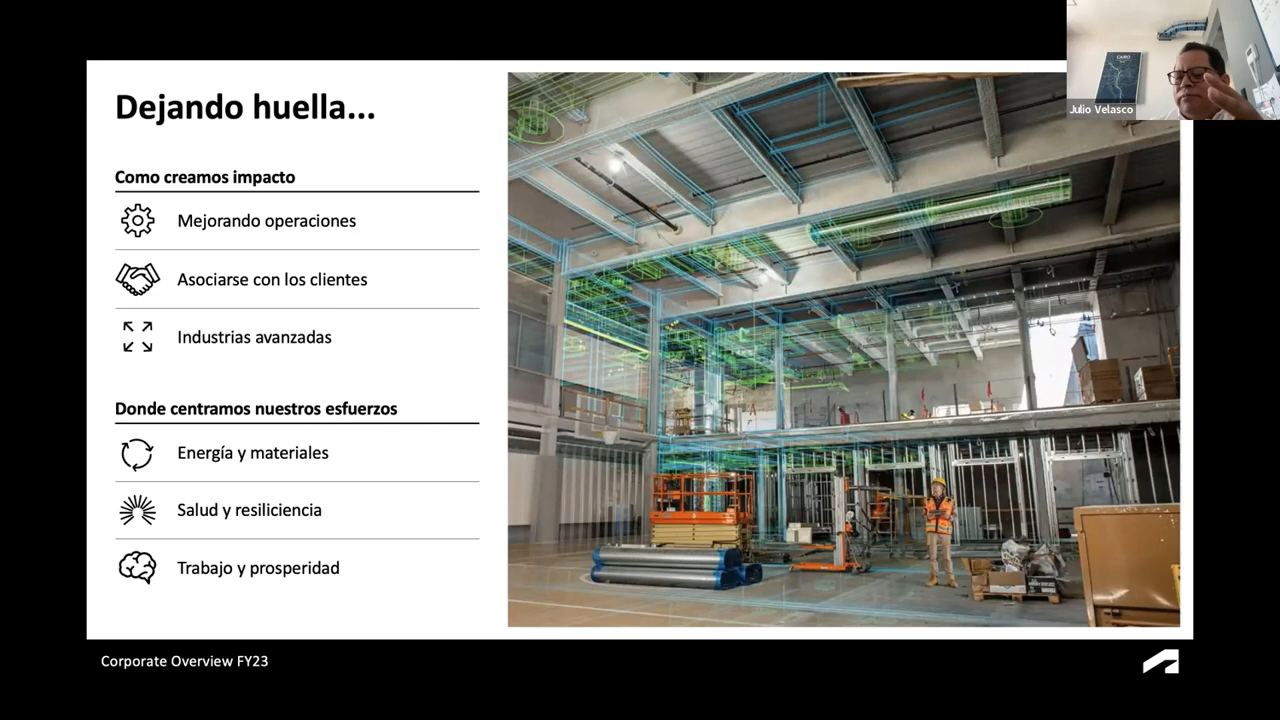 Dejando huella...
Como creamos impacto
Mejorando operaciones
Asociarse con los clientes
Industrias avanzadas
Donde centramos nuestros esfuerzos
Energía y materiales
Salud y resiliciencia
Trabajo y prosperidad
Corporate Overview FY23
Julio Velasco
CAIRO